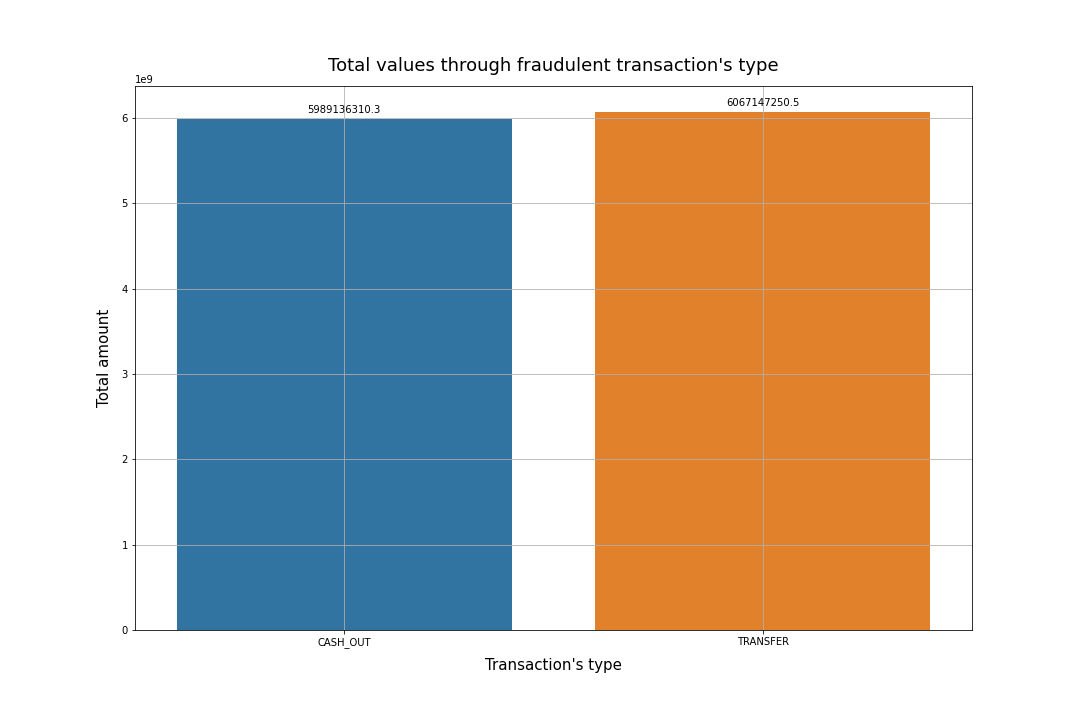 Total values through fraudulent transaction's type
1e9
5989136310.3
6067147250.5
6
5
4
3
2
1
0
Total amount
CASH_OUT
TRANSFER
Transaction's type